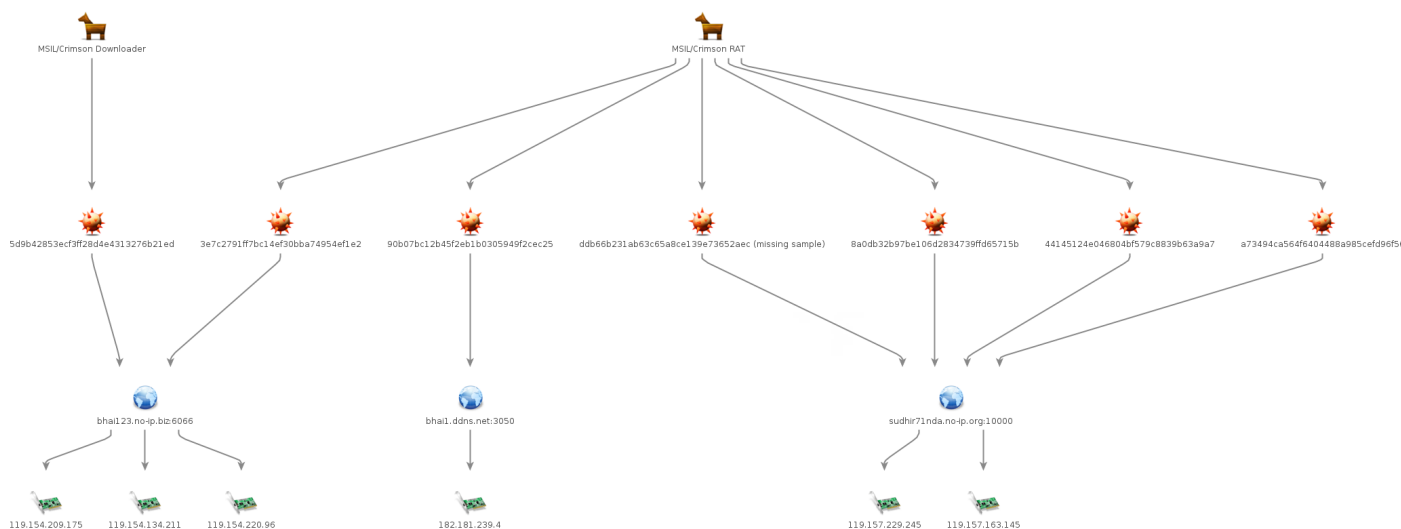 MSIL/Crimson Downloader
MSIL/Crimson RAT
5d9b42853ecf3ff28d4e4313276b21ed
3e7c2791ff7bc14ef30bba74954ef1e2
90b07bc12b45f2eb1b0305949f2cec25
ddb66b231ab63c65a8ce139e73652aec (missing sample)
8a0db32b97be106d2834739ffd65715b
44145124e046804bf579c8839b63a9a7
a73494ca564f6404488a985cefd96f56
bhai123.no-ip.biz:6066
bhai1.ddns.net:3050
sudhir71nda.no-ip.org:10000
119.154.209.175
119.154.134.211
119.154.220.96
182.181.239.4
119.157.229.245
119.157.163.145